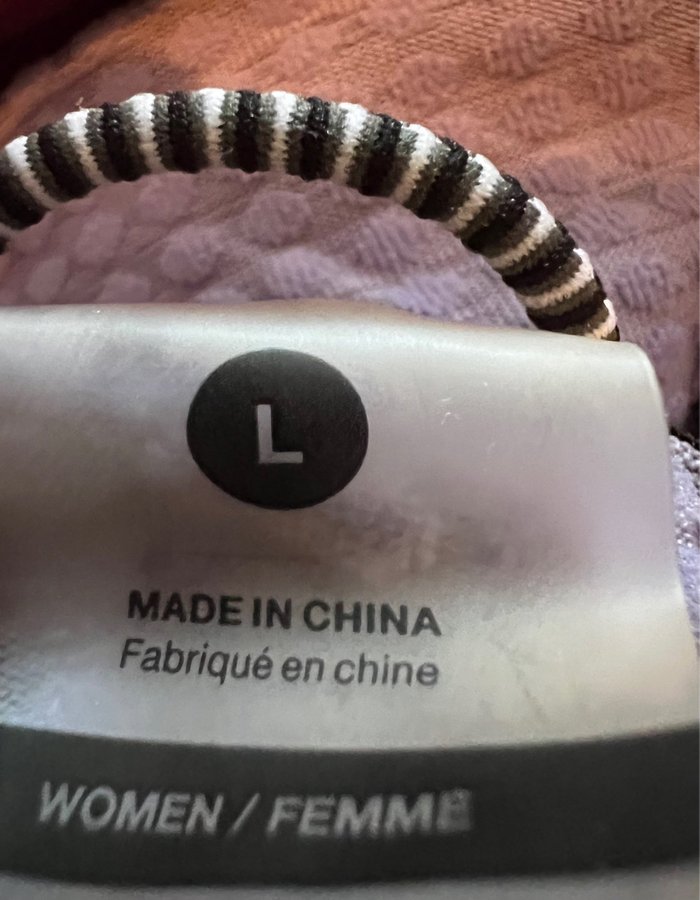 L
MADE IN CHINA
Fabriqué en chine
WOMEN / FEMME